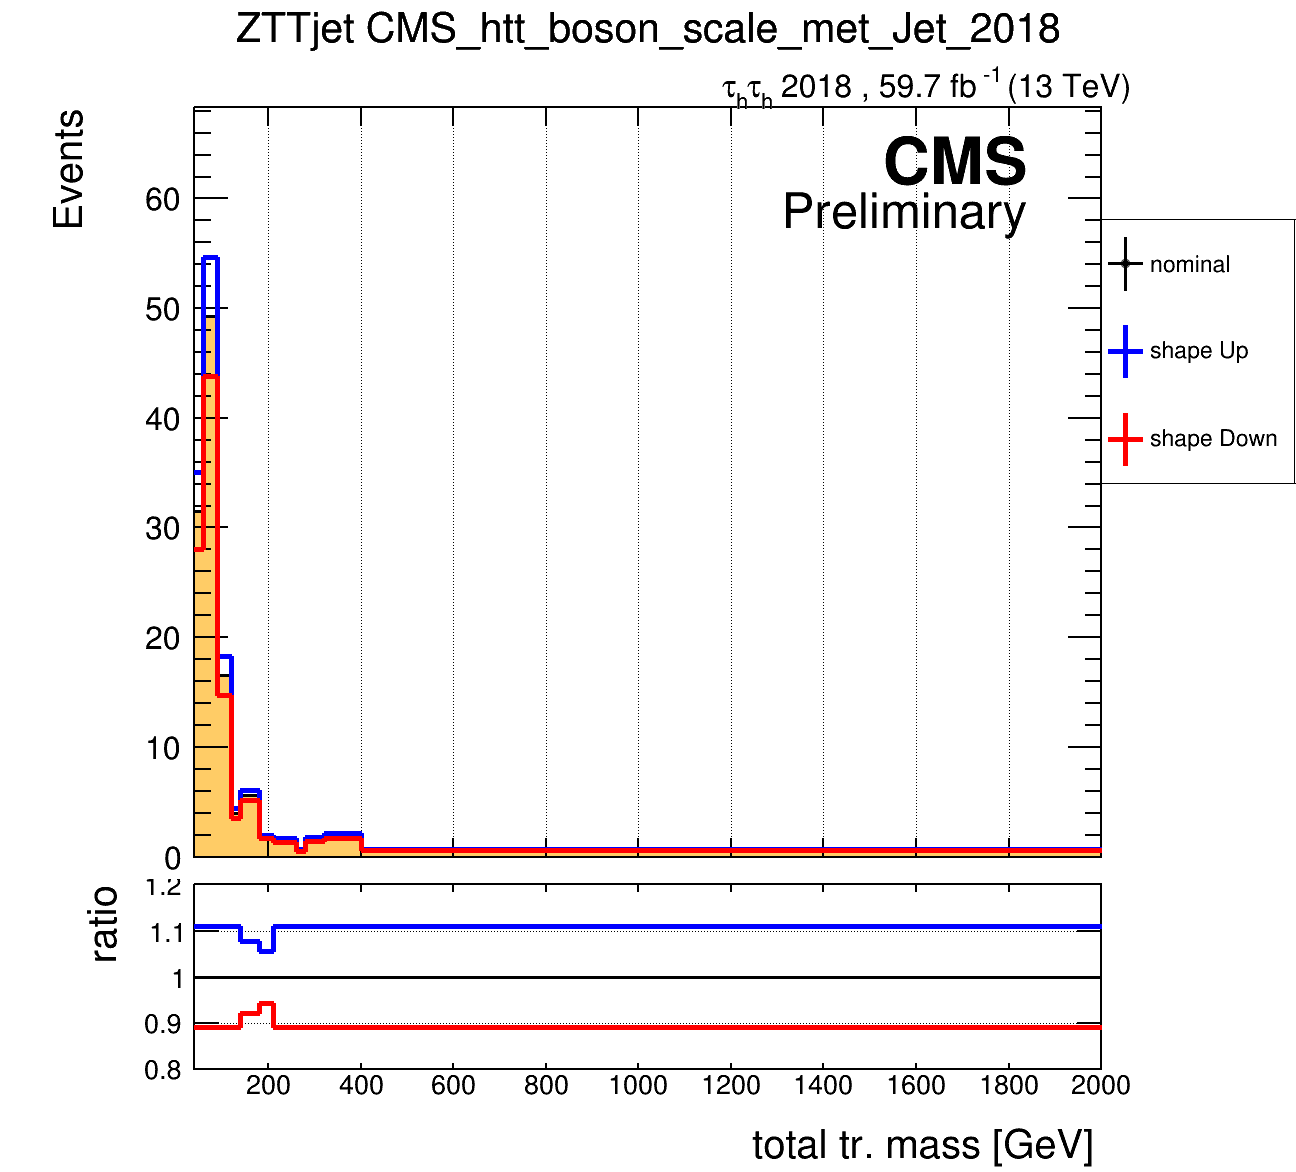 ZTTjet CMS_htt_boson_scale_met_Jet_2018
τhτh 2018 , 59.7 fb-1 (13 TeV)
Events
CMS
Preliminary
nominal
shape Up
shape Down
60
50
40
30
20
10
0
ratio
1.2
1.1
1
0.9
0.8
200 400 600 800 1000 1200 1400 1600 1800 2000
total tr. mass [GeV]